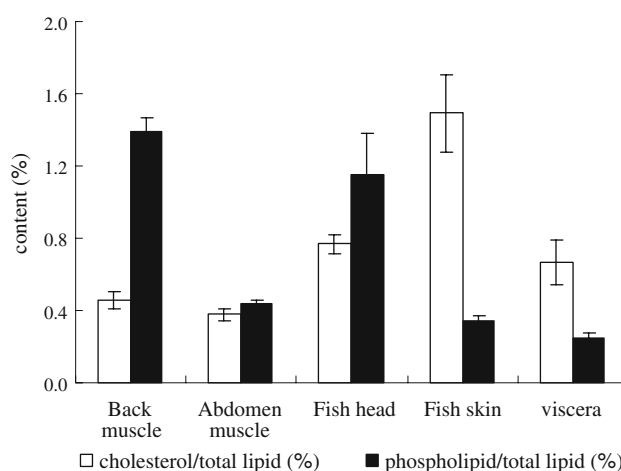 2.0
1.6
1.2
0.8
0.4
0.0
content (%)
Back muscle
Abdomen muscle
Fish head
Fish skin
viscera
cholesterol/total lipid (%)
phospholipid/total lipid (%)